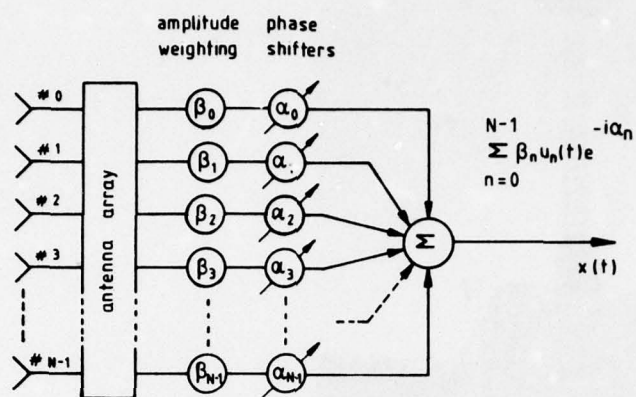 amplitude weighting
phase shifters
# 0
β₀
α₀
# 1
β₁
α
# 2
β₂
α₂
# 3
β₃
α₃
# N-1
βN-1
αN-1
antenna array
Σ
N-1
Σ βₙuₙ(t)e^-iαₙ
n=0
x(t)